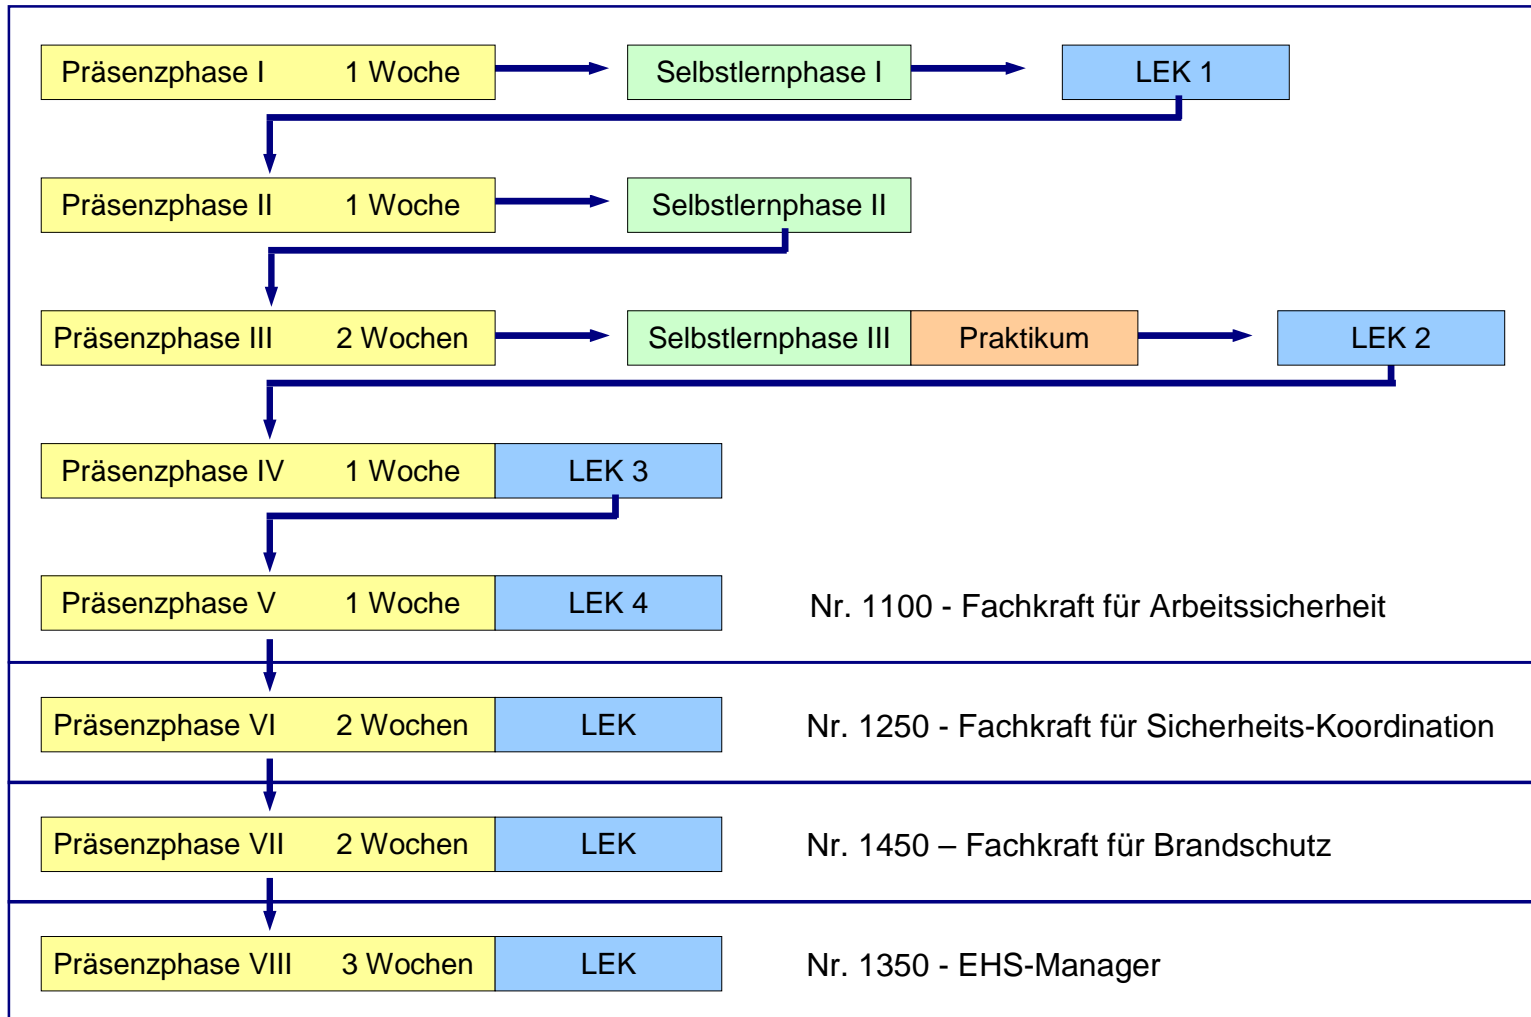 Präsenzphase I 1 Woche Selbstlernphase I LEK 1
Präsenzphase II 1 Woche Selbstlernphase II
Präsenzphase III 2 Wochen Selbstlernphase III Praktikum LEK 2
Präsenzphase IV 1 Woche LEK 3
Präsenzphase V 1 Woche LEK 4 Nr. 1100 - Fachkraft für Arbeitssicherheit
Präsenzphase VI 2 Wochen LEK Nr. 1250 - Fachkraft für Sicherheits-Koordination
Präsenzphase VII 2 Wochen LEK Nr. 1450 – Fachkraft für Brandschutz
Präsenzphase VIII 3 Wochen LEK Nr. 1350 - EHS-Manager